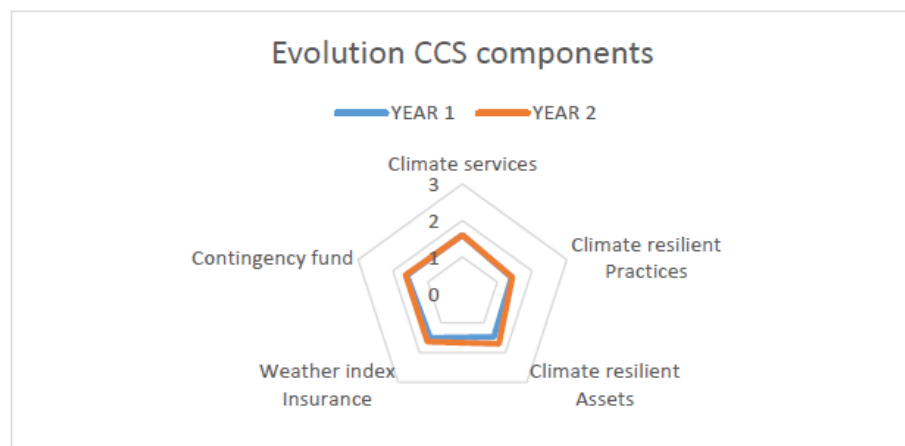 Evolution CCS components
YEAR 1 YEAR 2
Climate services
3
2
1
0
Climate resilient
Practices
Climate resilient
Assets
Weather index
Insurance
Contingency fund